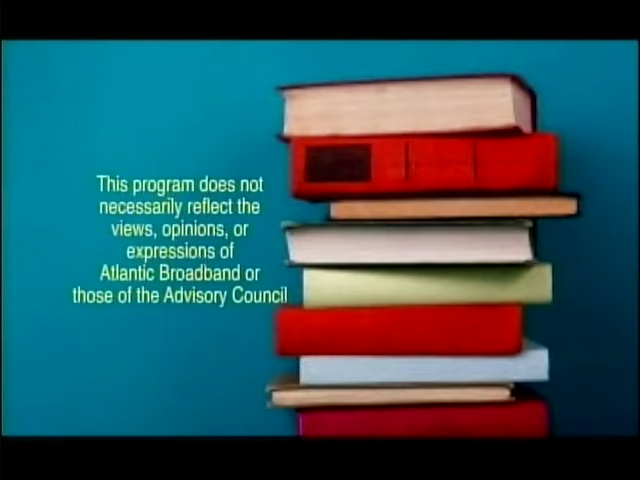 This program does not
necessarily reflect the
views, opinions, or
expressions of
Atlantic Broadband or
those of the Advisory Council